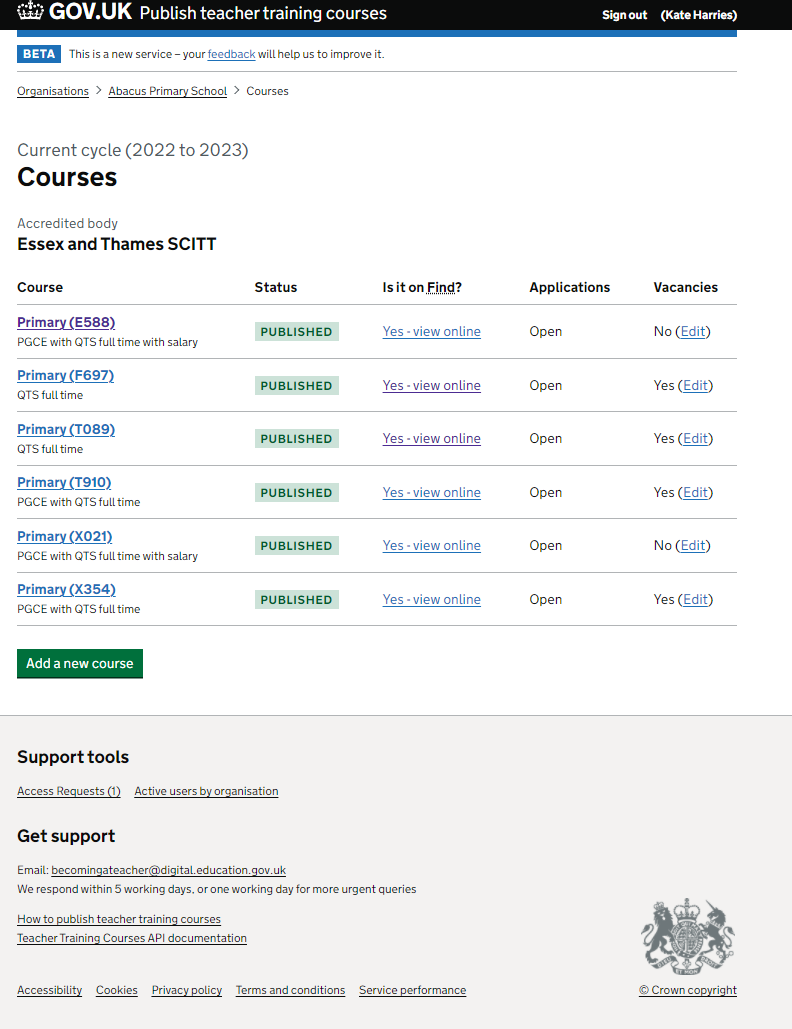 GOV.UK Publish teacher training courses Sign out (Kate Harries)
BETA This is a new service – your feedback will help us to improve it.
Organisations > Abacus Primary School > Courses
Current cycle (2022 to 2023)
Courses
Accredited body
Essex and Thames SCITT
Course Status Is it on Find? Applications Vacancies
Primary (E588)
PGCE with QTS full time with salary
PUBLISHED Yes - view online Open No (Edit)
Primary (F697)
QTS full time
PUBLISHED Yes - view online Open Yes (Edit)
Primary (T089)
QTS full time
PUBLISHED Yes - view online Open Yes (Edit)
Primary (T910)
PGCE with QTS full time
PUBLISHED Yes - view online Open Yes (Edit)
Primary (X021)
PGCE with QTS full time with salary
PUBLISHED Yes - view online Open No (Edit)
Primary (X354)
PGCE with QTS full time
PUBLISHED Yes - view online Open Yes (Edit)
Add a new course
Support tools
Access Requests (1) Active users by organisation
Get support
Email: becomingateacher@digital.education.gov.uk
We respond within 5 working days, or one working day for more urgent queries
How to publish teacher training courses
Teacher Training Courses API documentation
Accessibility Cookies Privacy policy Terms and conditions Service performance © Crown copyright